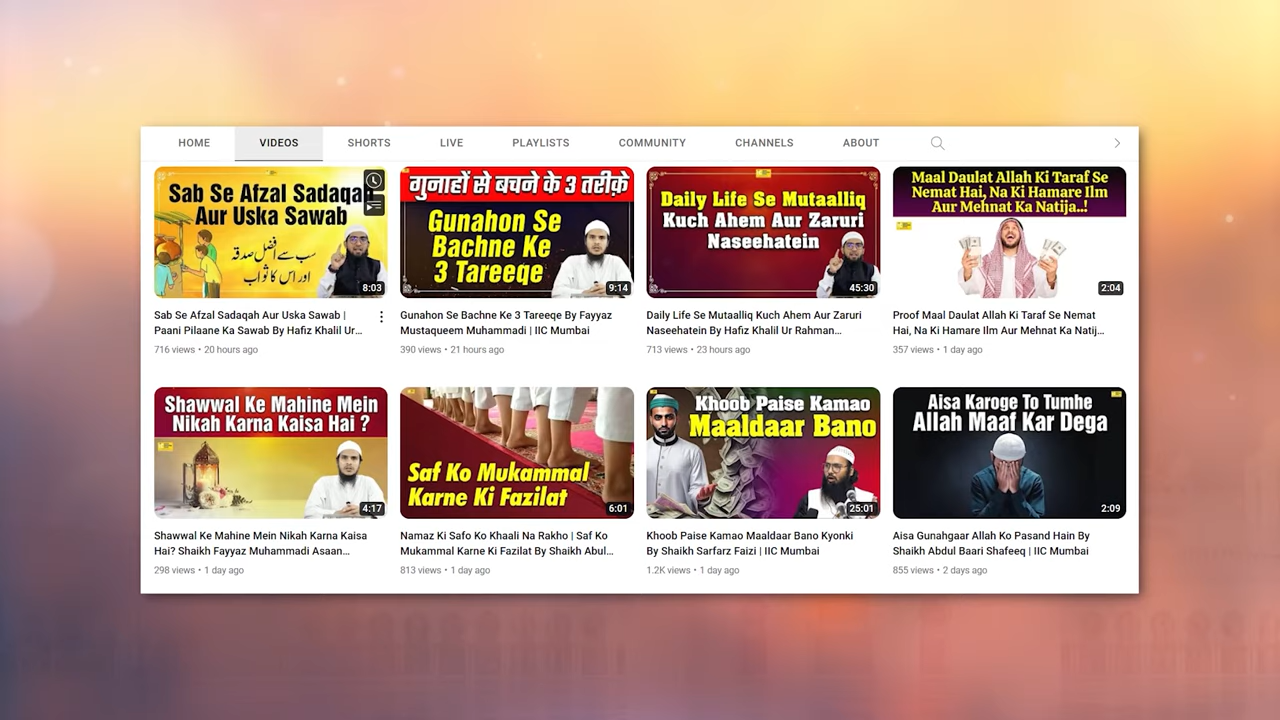 HOME VIDEOS SHORTS LIVE PLAYLISTS COMMUNITY CHANNELS ABOUT
Sab Se Afzal Sadaqah
Aur Uska Sawab
سب سے افضل صدقہ
اور اس کا ثواب
8:03
Sab Se Afzal Sadaqah Aur Uska Sawab |
Paani Pilaane Ka Sawab By Hafiz Khalil Ur...
716 views • 20 hours ago
गुनाहों से बचने के 3 तरीक़े
Gunahon Se
Bachne Ke
3 Tareeqe
9:14
Gunahon Se Bachne Ke 3 Tareeqe By Fayyaz
Mustaqueem Muhammadi | IIC Mumbai
390 views • 21 hours ago
Daily Life Se Mutaalliq
Kuch Ahem Aur Zaruri
Naseehatein
45:30
Daily Life Se Mutaalliq Kuch Ahem Aur Zaruri
Naseehatein By Hafiz Khalil Ur Rahman...
713 views • 23 hours ago
Maal Daulat Allah Ki Taraf Se
Nemat Hai, Na Ki Hamare Ilm
Aur Mehnat Ka Natija..!
2:04
Proof Maal Daulat Allah Ki Taraf Se Nemat
Hai, Na Ki Hamare Ilm Aur Mehnat Ka Natij...
357 views • 1 day ago
Shawwal Ke Mahine Mein
Nikah Karna Kaisa Hai ?
4:17
Shawwal Ke Mahine Mein Nikah Karna Kaisa
Hai? Shaikh Fayyaz Muhammadi Asaan...
298 views • 1 day ago
Saf Ko Mukammal
Karne Ki Fazilat
6:01
Namaz Ki Safo Ko Khaali Na Rakho | Saf Ko
Mukammal Karne Ki Fazilat By Shaikh Abul...
813 views • 1 day ago
Khoob Paise Kamao
Maaldaar Bano
25:01
Khoob Paise Kamao Maaldaar Bano Kyonki
By Shaikh Sarfarz Faizi | IIC Mumbai
1.2K views • 1 day ago
Aisa Karoge To Tumhe
Allah Maaf Kar Dega
2:09
Aisa Gunahgaar Allah Ko Pasand Hain By
Shaikh Abdul Baari Shafeeq | IIC Mumbai
855 views • 2 days ago